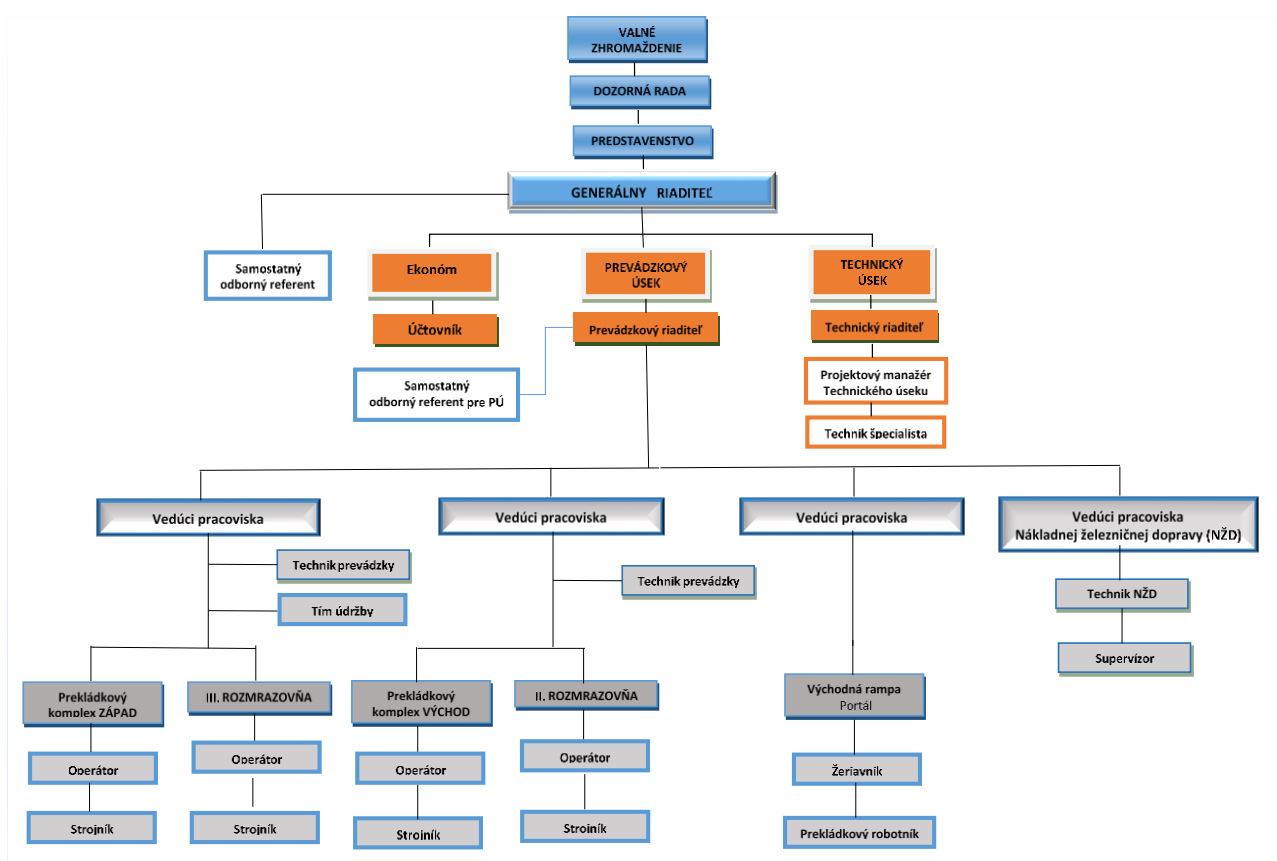 VALNÉ
ZHROMAŽDENIE
DOZORNÁ RADA
PREDSTAVENSTVO
GENERÁLNY RIADITEĽ
Samostatný
odborný referent
Ekonóm
PREVÁDZKOVÝ
ÚSEK
TECHNICKÝ
ÚSEK
Účtovník
Prevádzkový riaditeľ
Technický riaditeľ
Samostatný
odborný referent pre PÚ
Projektový manažér
Technického úseku
Technik špecialista
Vedúci pracoviska
Vedúci pracoviska
Vedúci pracoviska
Vedúci pracoviska
Nákladnej železničnej dopravy (NŽD)
Technik prevádzky
Technik prevádzky
Technik NŽD
Tím údržby
Supervízor
Prekládkový
komplex ZÁPAD
III. ROZMRAZOVŇA
Prekládkový
komplex VÝCHOD
II. ROZMRAZOVŇA
Východná rampa
Portál
Operátor
Operátor
Operátor
Operátor
Žeriavnik
Strojník
Strojník
Strojník
Strojník
Prekládkový robotník